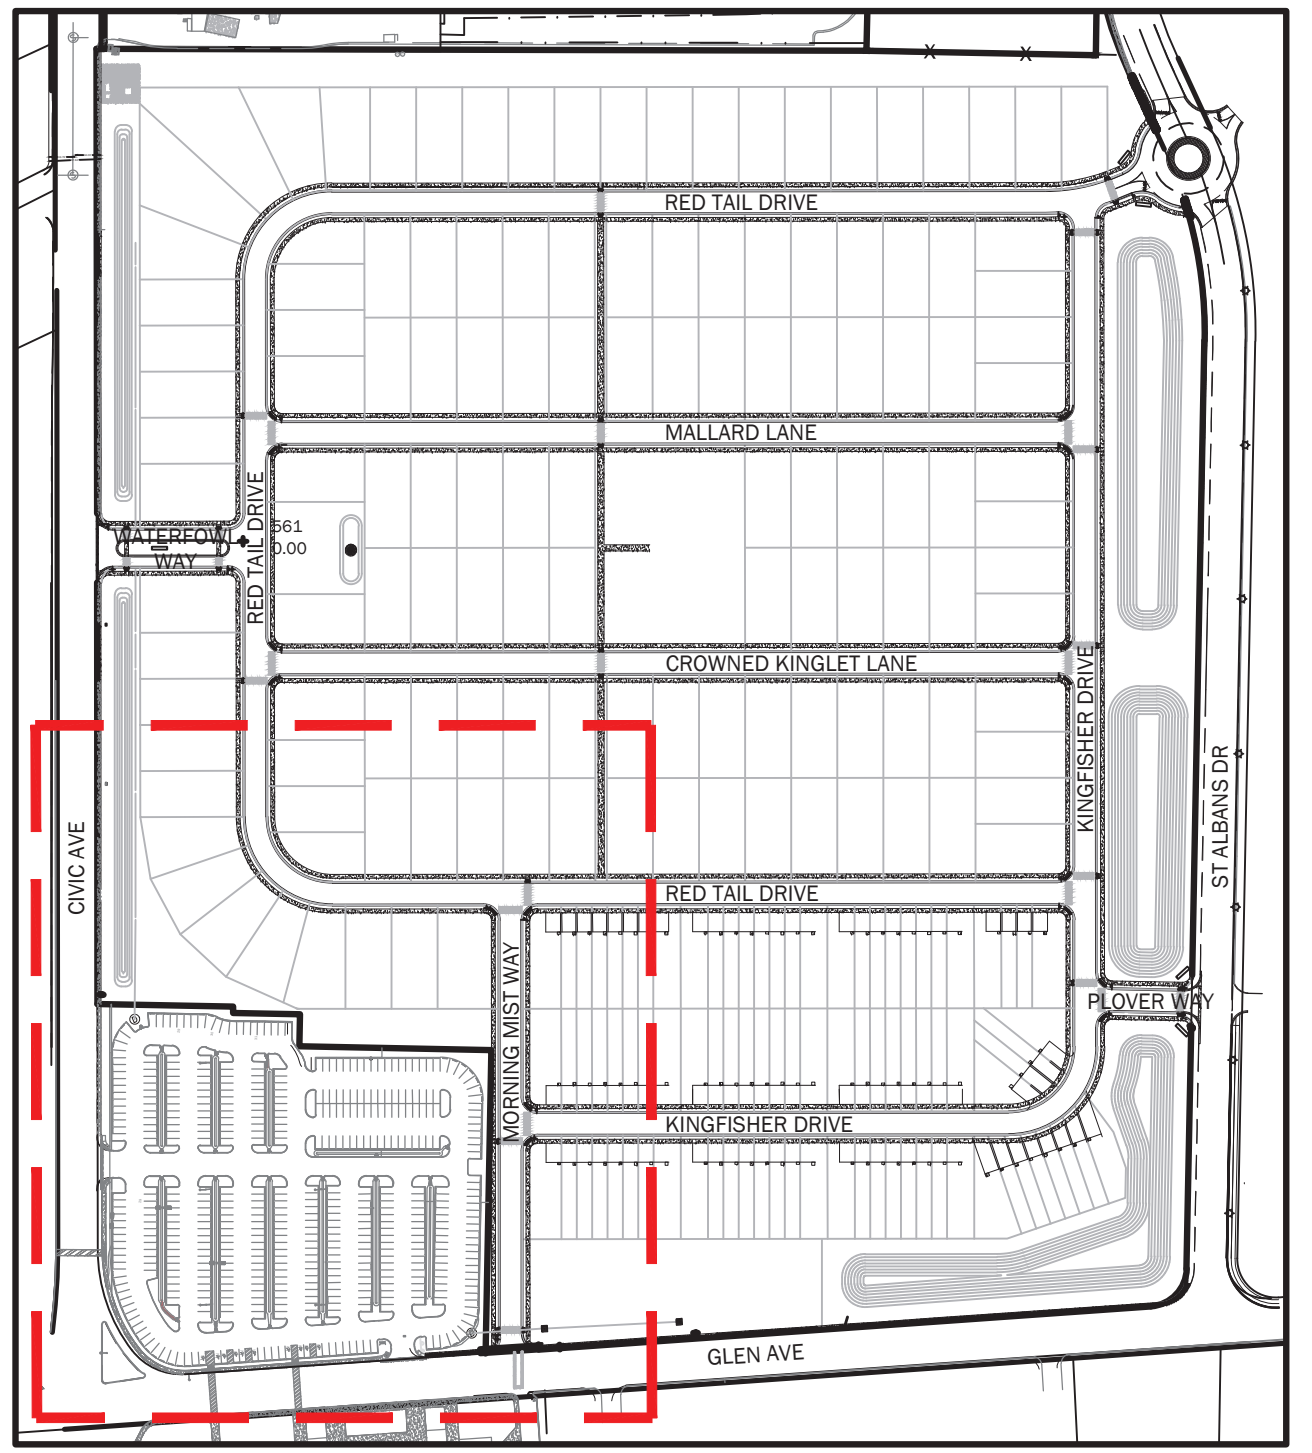 X X
RED TAIL DRIVE
MALLARD LANE
RED TAIL DRIVE
561
0.00
WATERFOWL
WAY
CROWNED KINGLET LANE
KINGFISHER DRIVE
ST ALBANS DR
CIVIC AVE
RED TAIL DRIVE
MORNING MIST WAY
PLOVER WAY
KINGFISHER DRIVE
GLEN AVE